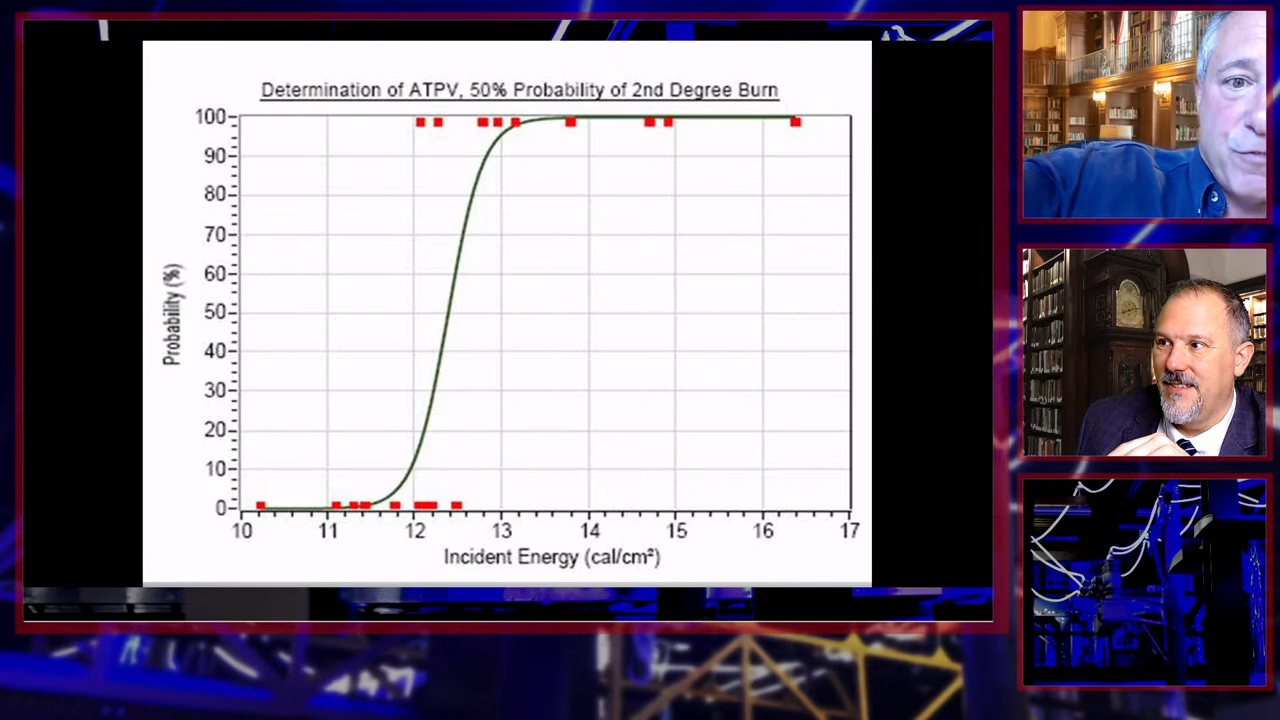 Determination of ATPV, 50% Probability of 2nd Degree Burn
100
90
80
70
60
50
40
30
20
10
0
Probability (%)
10 11 12 13 14 15 16 17
Incident Energy (cal/cm²)